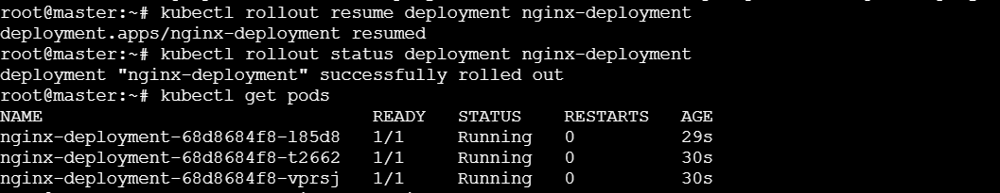 root@master:~# kubectl rollout resume deployment nginx-deployment
deployment.apps/nginx-deployment resumed
root@master:~# kubectl rollout status deployment nginx-deployment
deployment "nginx-deployment" successfully rolled out
root@master:~# kubectl get pods
NAME READY STATUS RESTARTS AGE
nginx-deployment-68d8684f8-l85d8 1/1 Running 0 29s
nginx-deployment-68d8684f8-t2662 1/1 Running 0 30s
nginx-deployment-68d8684f8-vprsj 1/1 Running 0 30s